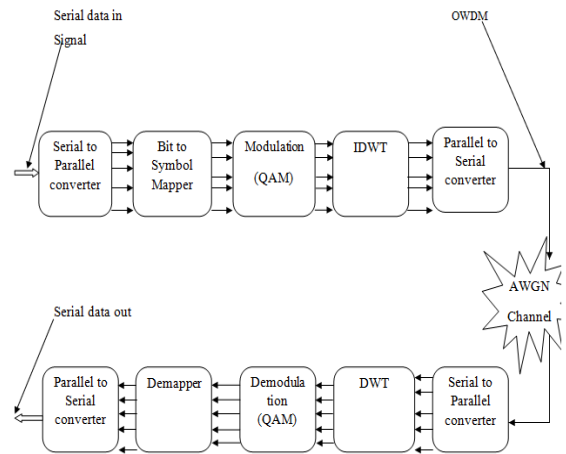 Serial data in
Signal
OWDM
Serial to
Parallel
converter
Bit to
Symbol
Mapper
Modulation
(QAM)
IDWT
Parallel to
Serial
converter
AWGN
Channel
Serial data out
Parallel to
Serial
converter
Demapper
Demodula
tion
(QAM)
DWT
Serial to
Parallel
converter